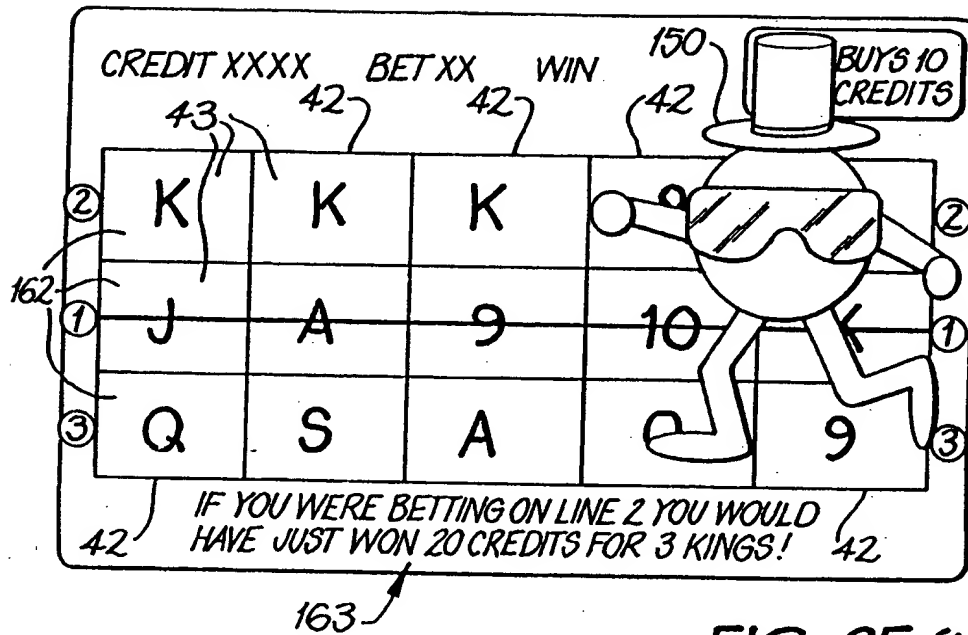 CREDIT XXXX BET XX WIN 150 BUYS 10
CREDITS
43 42 42 42
2 K K K 2
162
1 J A 9 10 K 1
3 Q S A 9 3
IF YOU WERE BETTING ON LINE 2 YOU WOULD
HAVE JUST WON 20 CREDITS FOR 3 KINGS!
42 42
163